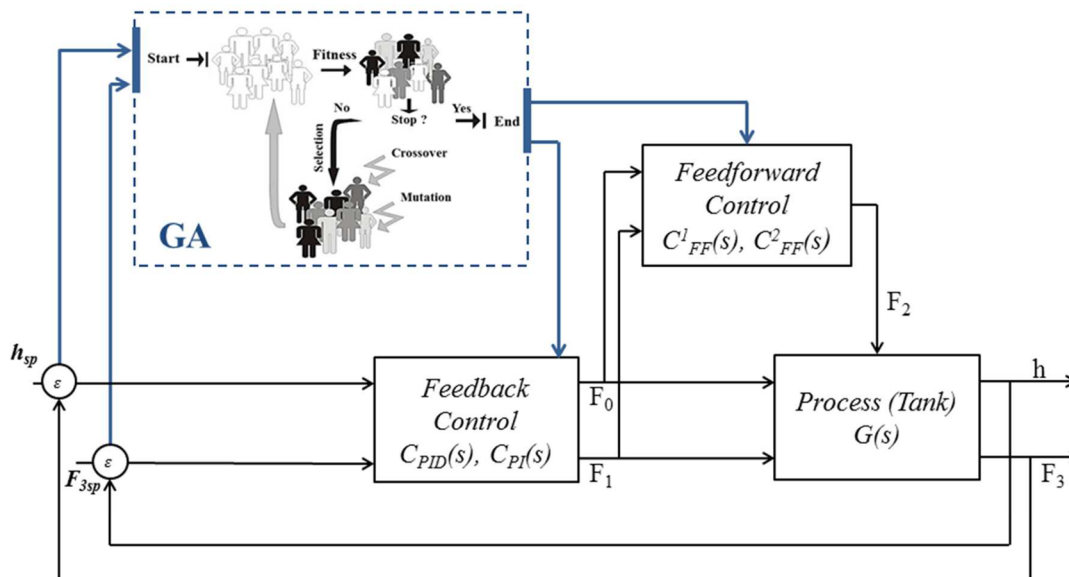 Start
Fitness
No
Stop ?
Yes
End
Selection
Crossover
Mutation
GA
Feedforward
Control
C¹FF(s), C²FF(s)
F₂
hsp
ε
Feedback
Control
CPID(s), CPI(s)
F₀
Process (Tank)
G(s)
h
ε
F3sp
F₁
F₃